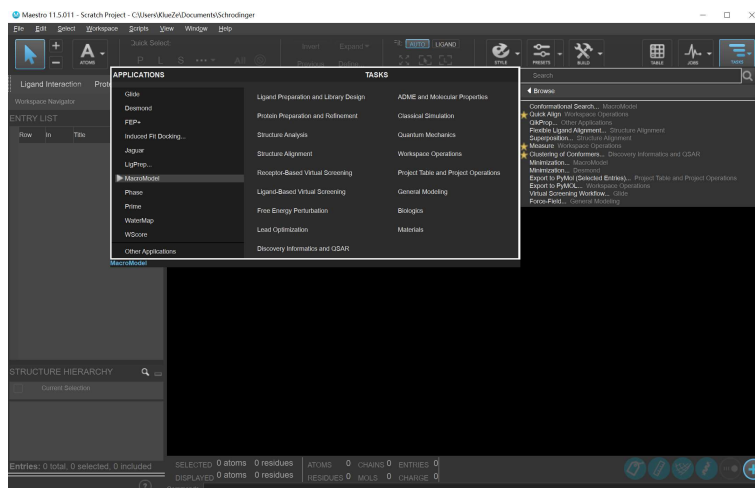 Maestro 11.5.011 - Scratch Project - C:\Users\KlueZe\Documents\Schrodinger
File Edit Select Workspace Scripts View Window Help
Quick Select:
P L S ... All
ATOMS
Insert Expand
Preview Define
AUTO LIGAND
STYLE
PRESETS
BUILD
TABLE
JOBS
TASKS
Ligand Interaction
Workspace Navigator
ENTRY LIST
Row In Title
APPLICATIONS
Glide
Desmond
FEP+
Induced Fit Docking...
Jaguar
LigPrep...
MacroModel
Phase
Prime
WaterMap
WScore
Other Applications
MacroModel
TASKS
Ligand Preparation and Library Design
Protein Preparation and Refinement
Structure Analysis
Structure Alignment
Receptor-Based Virtual Screening
Ligand-Based Virtual Screening
Free Energy Perturbation
Lead Optimization
Discovery Informatics and QSAR
ADME and Molecular Properties
Classical Simulation
Quantum Mechanics
Workspace Operations
Project Table and Project Operations
General Modeling
Biologics
Materials
Search
Browse
Conformational Search... MacroModel
Quick Align Workspace Operations
QikProp... Other Applications
Flexible Ligand Alignment... Structure Alignment
Superposition... Structure Alignment
Measure Workspace Operations
Clustering of Conformers... Discovery Informatics and QSAR
Minimization... MacroModel
Minimization... Desmond
Export to PyMol (Selected Entries)... Project Table and Project Operations
Export to PyMOL... Workspace Operations
Virtual Screening Workflow... Glide
Force-Field... General Modeling
STRUCTURE HIERARCHY
Current Selection
Entries: 0 total, 0 selected, 0 included
SELECTED 0 atoms 0 residues
DISPLAYED 0 atoms 0 residues
ATOMS 0 CHAINS 0 ENTRIES 0
RESIDUES 0 MOLS 0 CHARGE 0